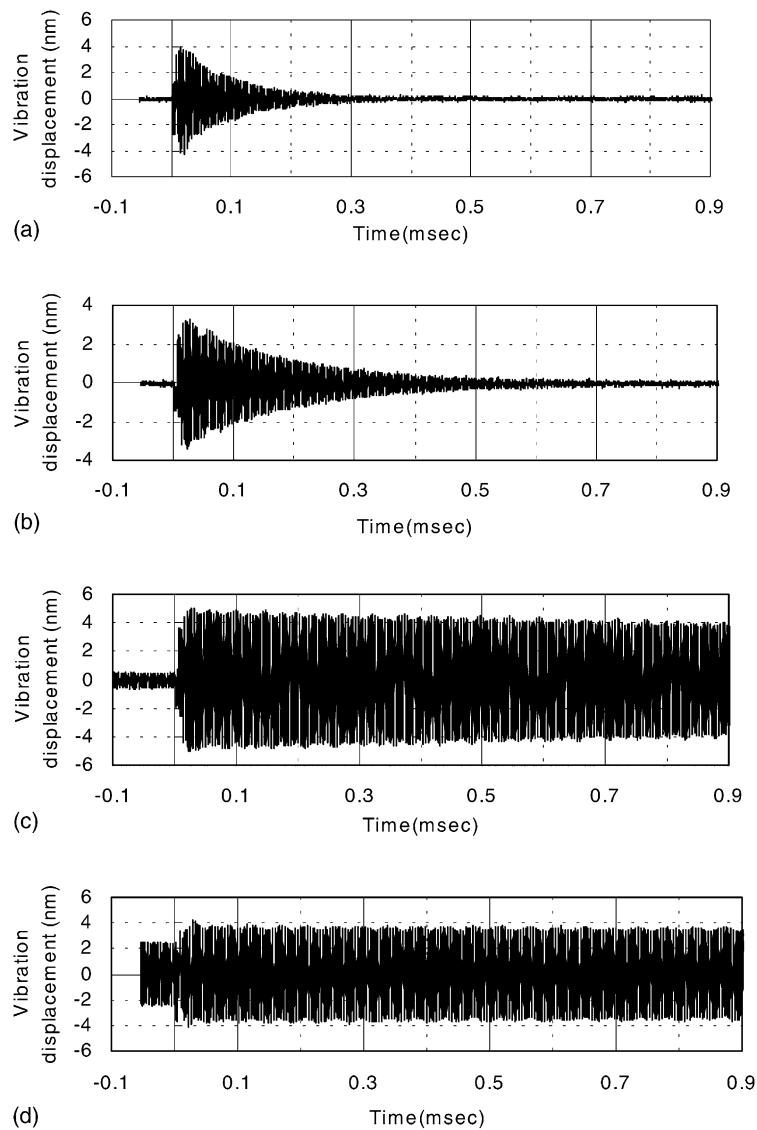 Vibration
displacement (nm)
6
4
2
0
-2
-4
-6
-0.1 0.1 0.3 0.5 0.7 0.9
Time(msec)
(a)
Vibration
displacement (nm)
4
2
0
-2
-4
-0.1 0.1 0.3 0.5 0.7 0.9
Time(msec)
(b)
Vibration
displacement (nm)
6
4
2
0
-2
-4
-6
-0.1 0.1 0.3 0.5 0.7 0.9
Time(msec)
(c)
Vibration
displacement (nm)
6
4
2
0
-2
-4
-6
-0.1 0.1 0.3 0.5 0.7 0.9
Time(msec)
(d)